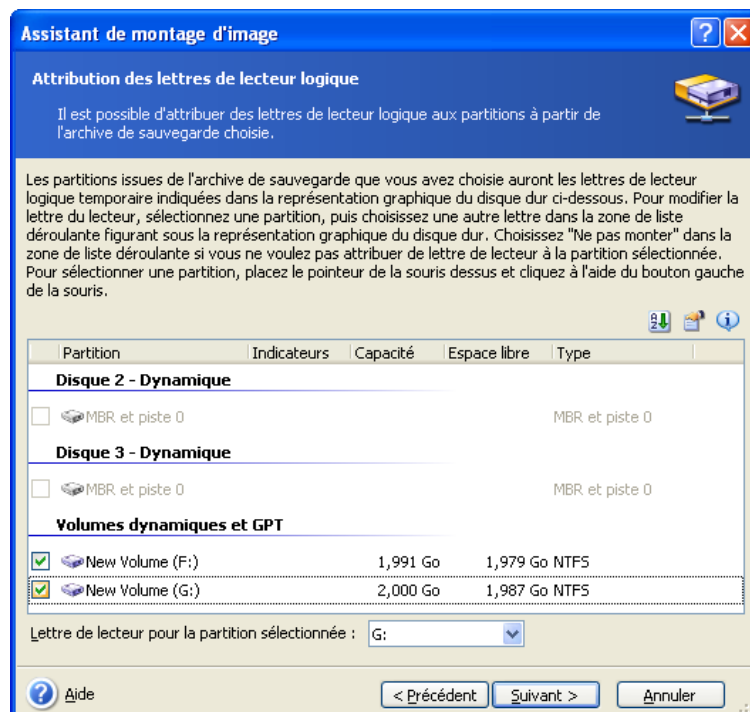 Assistant de montage d'image
Attribution des lettres de lecteur logique
Il est possible d'attribuer des lettres de lecteur logique aux partitions à partir de
l'archive de sauvegarde choisie.
Les partitions issues de l'archive de sauvegarde que vous avez choisie auront les lettres de lecteur
logique temporaire indiquées dans la représentation graphique du disque dur ci-dessous. Pour modifier la
lettre du lecteur, sélectionnez une partition, puis choisissez une autre lettre dans la zone de liste
déroulante figurant sous la représentation graphique du disque dur. Choisissez "Ne pas monter" dans la
zone de liste déroulante si vous ne voulez pas attribuer de lettre de lecteur à la partition sélectionnée.
Pour sélectionner une partition, placez le pointeur de la souris dessus et cliquez à l'aide du bouton gauche
de la souris.
Partition Indicateurs Capacité Espace libre Type
Disque 2 - Dynamique
MBR et piste 0 MBR et piste 0
Disque 3 - Dynamique
MBR et piste 0 MBR et piste 0
Volumes dynamiques et GPT
New Volume (F:) 1,991 Go 1,979 Go NTFS
New Volume (G:) 2,000 Go 1,987 Go NTFS
Lettre de lecteur pour la partition sélectionnée : G:
Aide < Précédent Suivant > Annuler